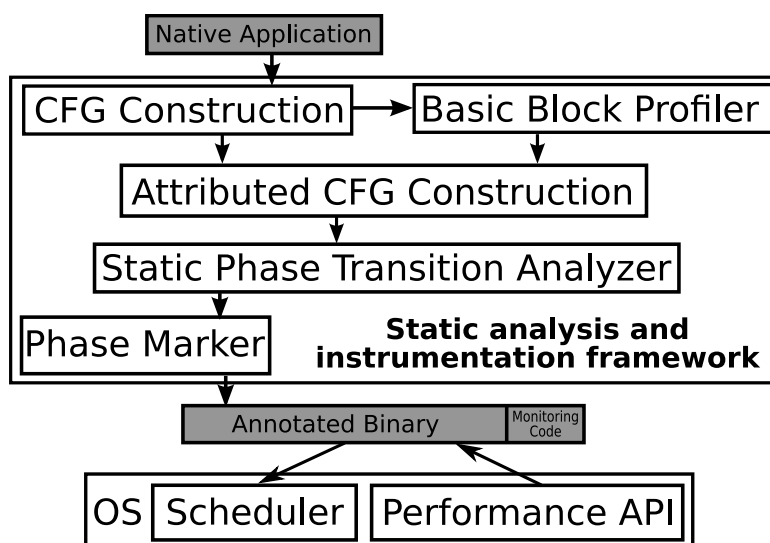 Native Application
CFG Construction
Basic Block Profiler
Attributed CFG Construction
Static Phase Transition Analyzer
Phase Marker
Static analysis and
instrumentation framework
Annotated Binary
Monitoring
Code
OS
Scheduler
Performance API